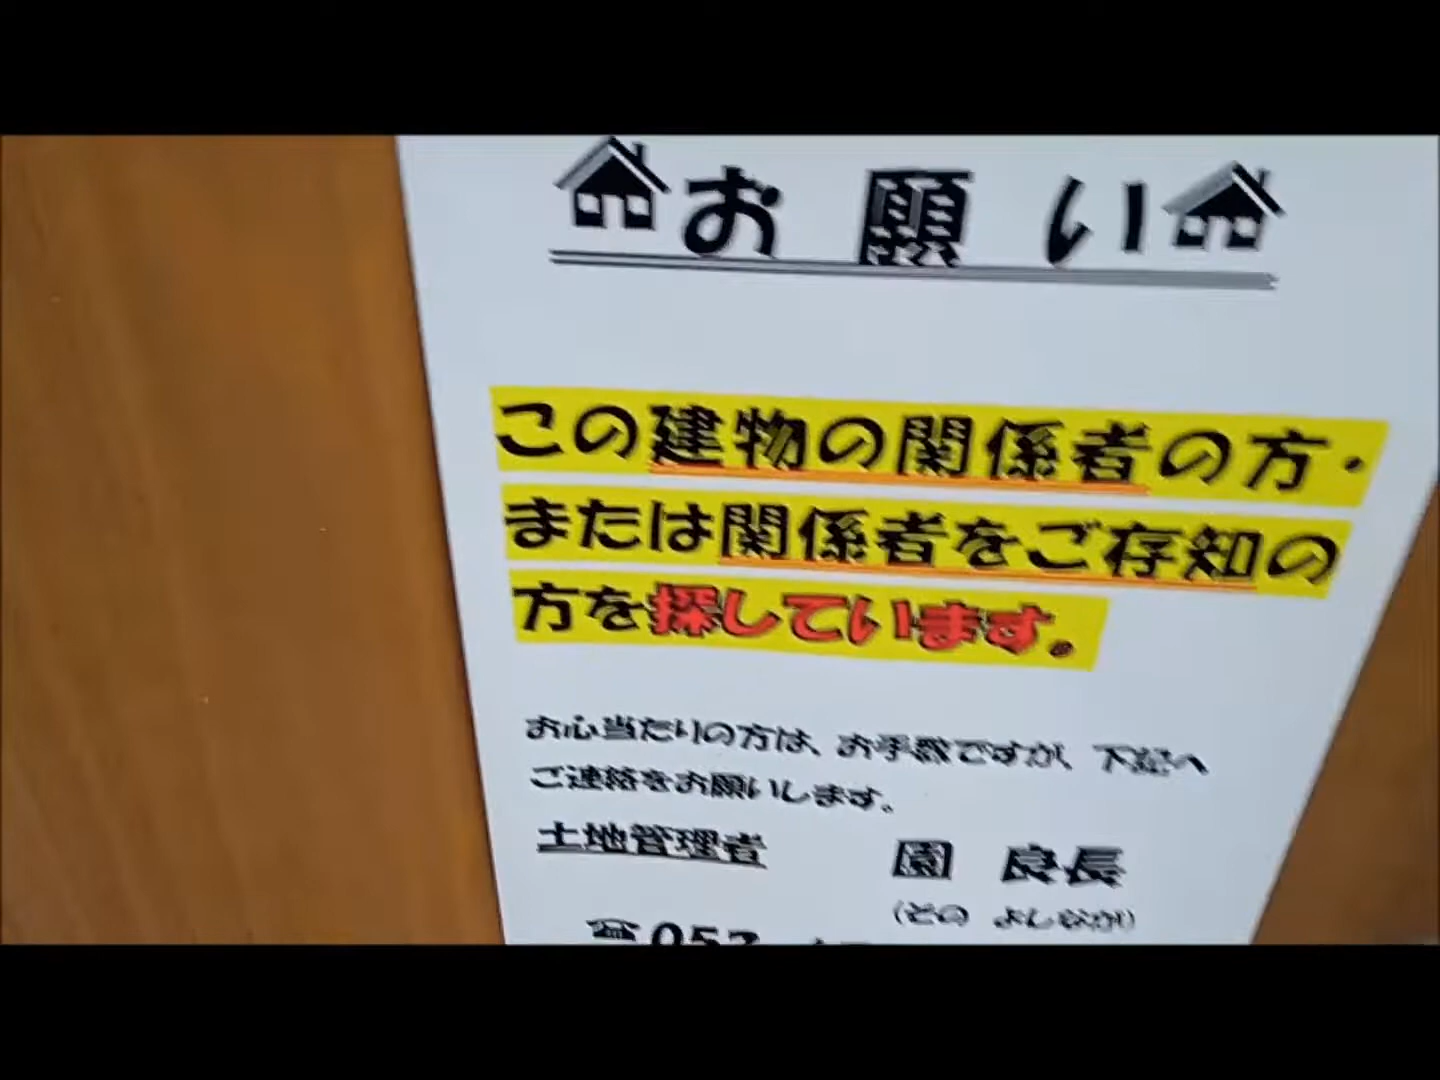 お願い
この建物の関係者の方・
または関係者をご存知の
方を探しています。
お心当たりの方は、お手数ですが、下記へ
ご連絡をお願いします。
土地管理者 園 良長
(その よしなが)
☎052